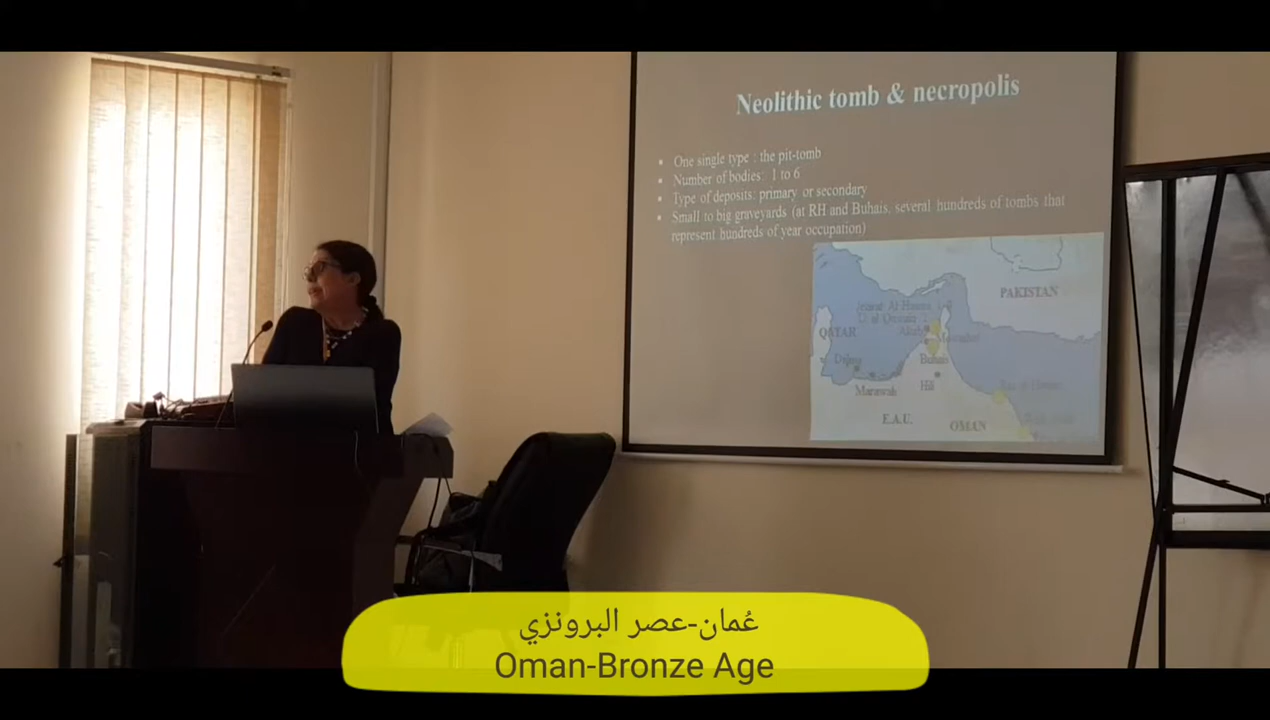 Neolithic tomb & necropolis
One single type : the pit-tomb
Number of bodies: 1 to 6
Type of deposits: primary or secondary
Small to big graveyards (at RH and Buhais, several hundreds of tombs that
represent hundreds of year occupation)
PAKISTAN
QATAR
Buhais
Marawah
Hili
E.A.U.
OMAN
عُمان-عصر البرونزي
Oman-Bronze Age